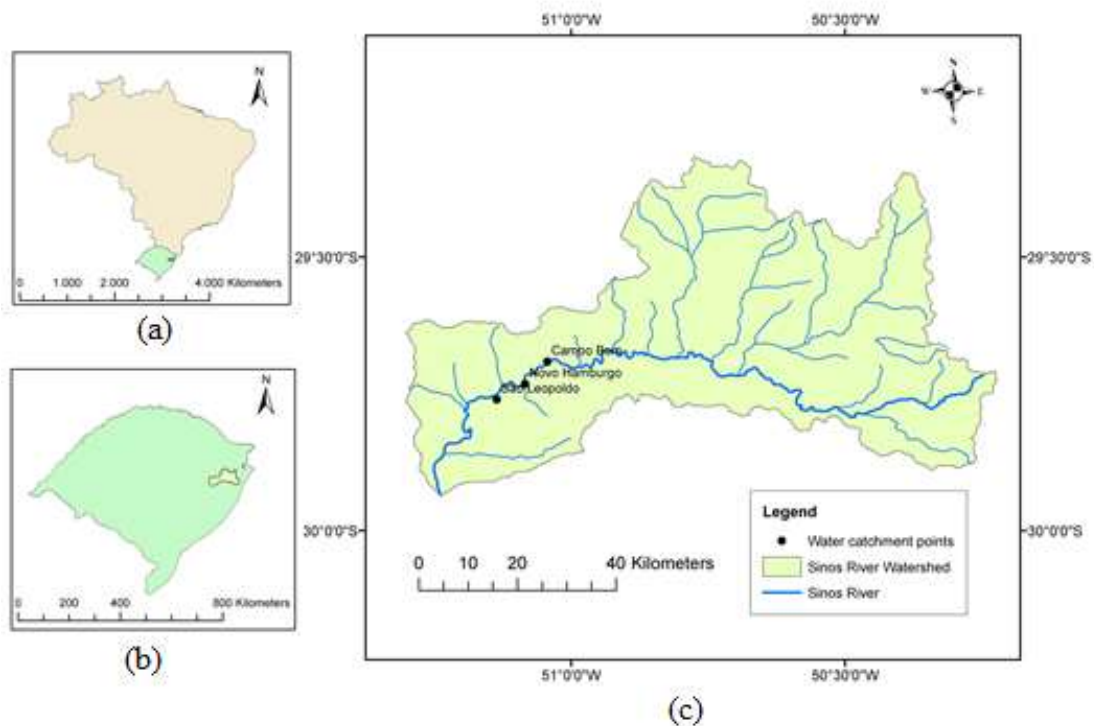 N
0 1.000 2.000 4.000 Kilometers
(a)
N
0 200 400 800 Kilometers
(b)
51°0'0"W 50°30'0"W
29°30'0"S 29°30'0"S
30°0'0"S 30°0'0"S
N
W E
S
Campo Bom
Novo Hamburgo
São Leopoldo
0 5 10 20 30 40 Kilometers
Legend
Water catchment points
Sinos River Watershed
Sinos River
51°0'0"W 50°30'0"W
(c)